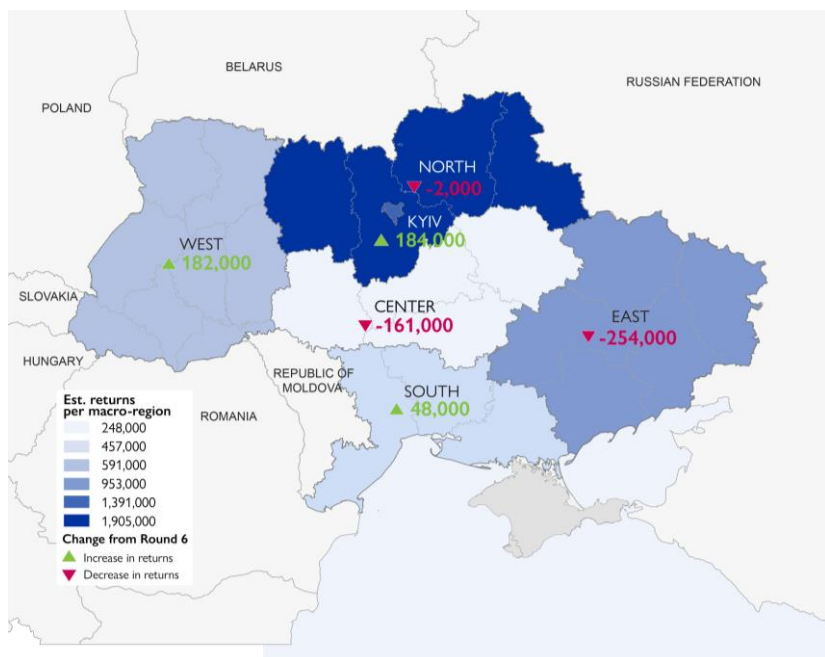 BELARUS
RUSSIAN FEDERATION
POLAND
NORTH
-2,000
KYIV
184,000
WEST
182,000
SLOVAKIA
CENTER
-161,000
EAST
-254,000
HUNGARY
REPUBLIC OF
MOLDOVA
SOUTH
48,000
ROMANIA
Est. returns
per macro-region
248,000
457,000
591,000
953,000
1,391,000
1,905,000
Change from Round 6
Increase in returns
Decrease in returns